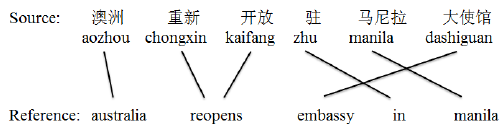 Source: 澳洲 重新 开放 驻 马尼拉 大使馆
aozhou chongxin kaifang zhu manila dashiguan
Reference: australia reopens embassy in manila